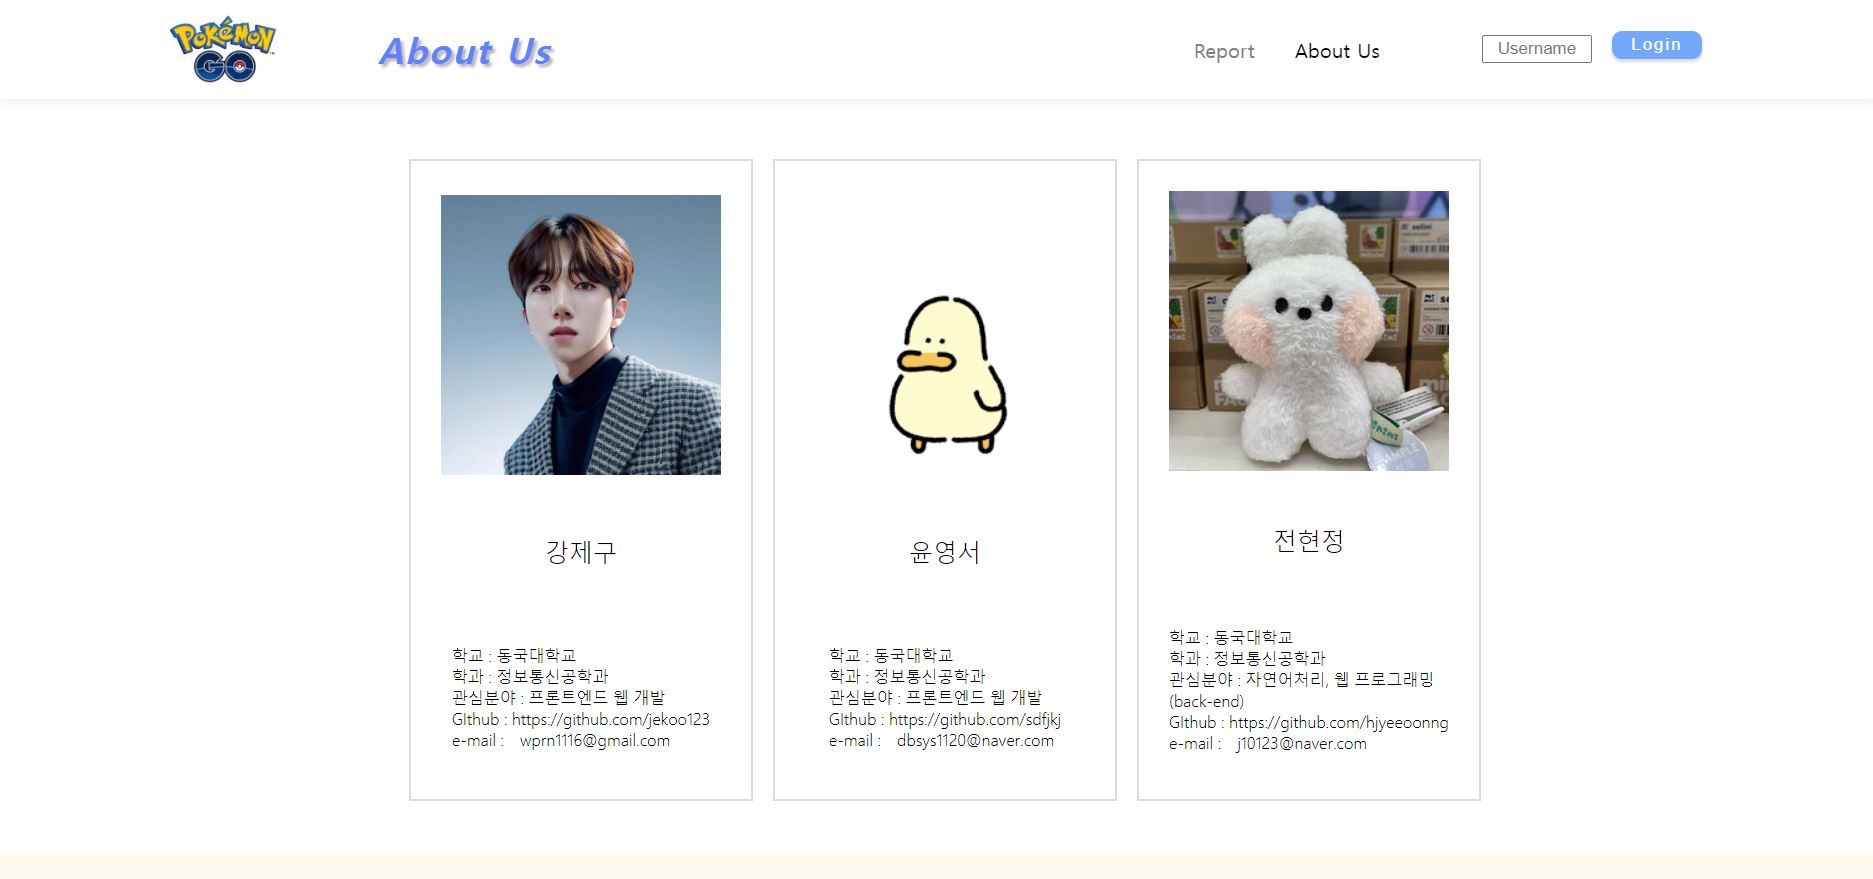 Pokémon GO
About Us
Report
About Us
Username
Login
강제구
학교 : 동국대학교
학과 : 정보통신공학과
관심분야 : 프론트엔드 웹 개발
GIthub : https://github.com/jekoo123
e-mail : wprn1116@gmail.com
윤영서
학교 : 동국대학교
학과 : 정보통신공학과
관심분야 : 프론트엔드 웹 개발
GIthub : https://github.com/sdfjkj
e-mail : dbsys1120@naver.com
전현정
학교 : 동국대학교
학과 : 정보통신공학과
관심분야 : 자연어처리, 웹 프로그래밍
(back-end)
GIthub : https://github.com/hjyeeoonng
e-mail : j10123@naver.com